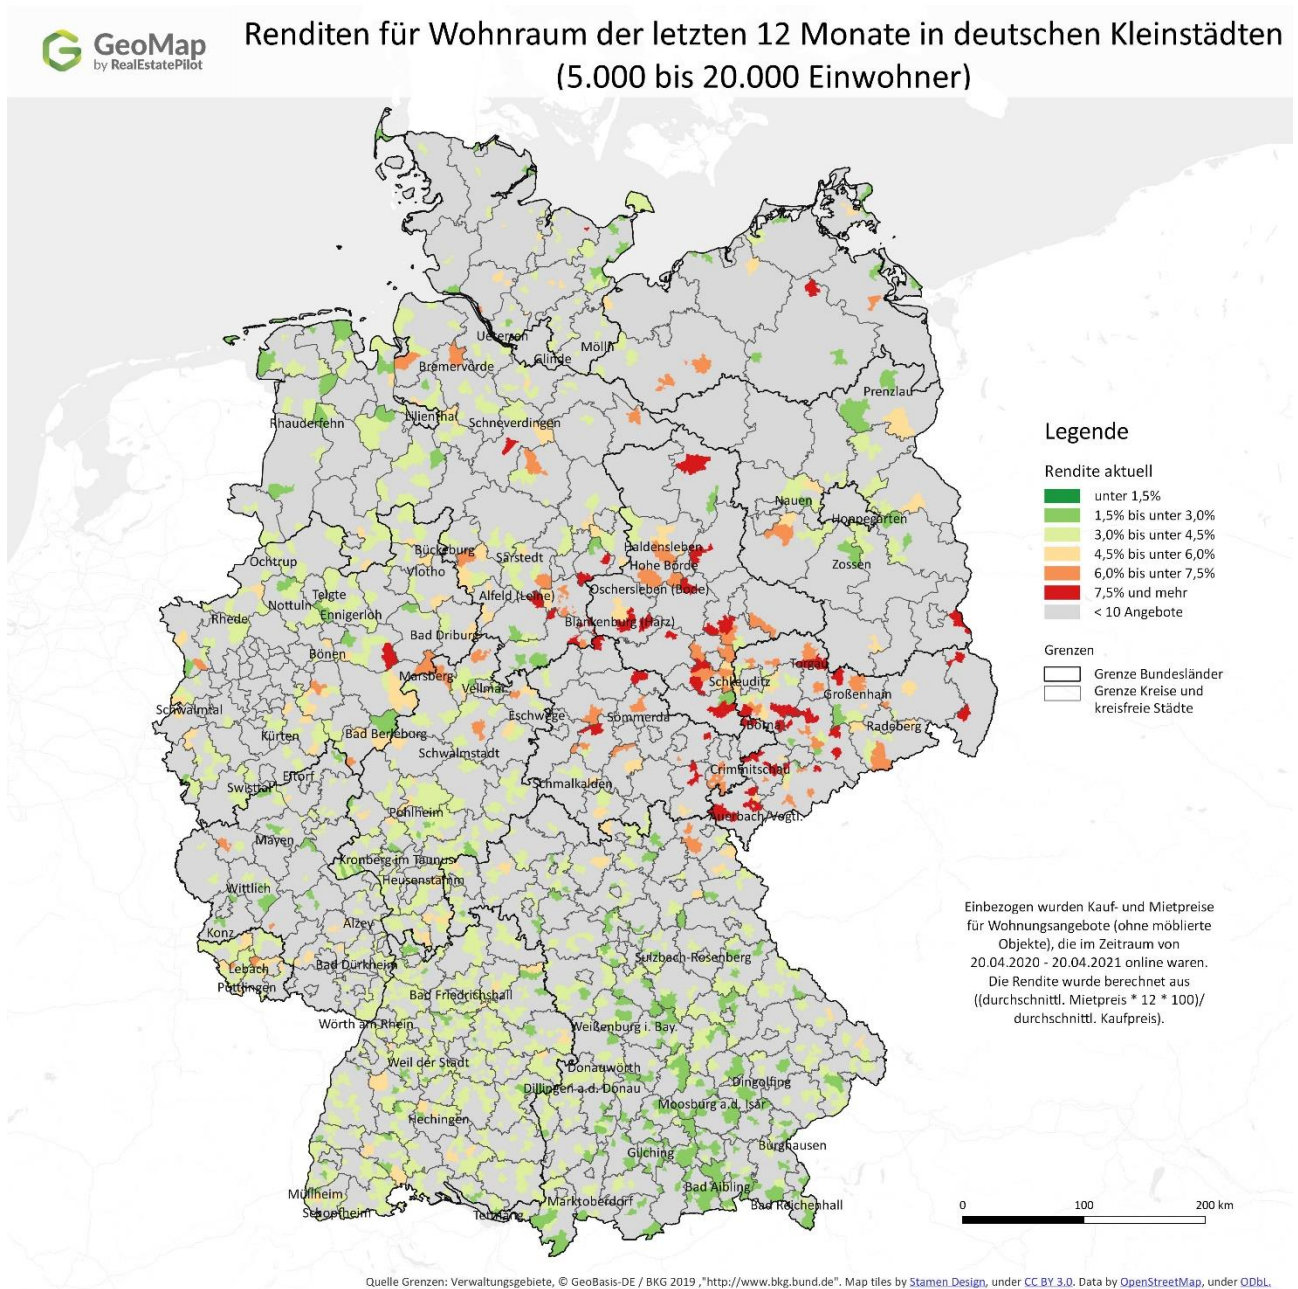 GeoMap
by RealEstatePilot
Renditen für Wohnraum der letzten 12 Monate in deutschen Kleinstädten
(5.000 bis 20.000 Einwohner)
Uetersen
Mölln
Glinde
Bremervörde
Prenzlau
Lilienthal
Rhauderfehn
Schneverdingen
Nauen
Hoppegarten
Bückeburg
Sarstedt
Haldensleben
Ochtrup
Vlotho
Hohe Börde
Zossen
Telgte
Alfeld (Leine)
Oschersleben (Bode)
Nottuln
Rhede
Ennigerloh
Blankenburg (Harz)
Bad Driburg
Bönen
Torgau
Marsberg
Vellmar
Schkeuditz
Großenhain
Schwalmtal
Eschwege
Sömmerda
Borna
Radeberg
Kürten
Bad Berleburg
Schwalmstadt
Crimmitschau
Eitorf
Swisttal
Schmalkalden
Pohlheim
Auerbach/Vogtl.
Mayen
Kronberg im Taunus
Wittlich
Heusenstamm
Konz
Alzey
Lebach
Bad Dürkheim
Sulzbach-Rosenberg
Püttlingen
Bad Friedrichshall
Wörth am Rhein
Weißenburg i. Bay.
Weil der Stadt
Donauwörth
Dillingen a.d. Donau
Dingolfing
Moosburg a.d. Isar
Hechingen
Gilching
Burghausen
Müllheim
Bad Aibling
Schopfheim
Marktoberdorf
Bad Reichenhall
Tettnang
Legende
Rendite aktuell
unter 1,5%
1,5% bis unter 3,0%
3,0% bis unter 4,5%
4,5% bis unter 6,0%
6,0% bis unter 7,5%
7,5% und mehr
< 10 Angebote
Grenzen
Grenze Bundesländer
Grenze Kreise und
kreisfreie Städte
Einbezogen wurden Kauf- und Mietpreise
für Wohnungsangebote (ohne möblierte
Objekte), die im Zeitraum von
20.04.2020 - 20.04.2021 online waren.
Die Rendite wurde berechnet aus
((durchschnittl. Mietpreis * 12 * 100)/
durchschnittl. Kaufpreis).
0 100 200 km
Quelle Grenzen: Verwaltungsgebiete, © GeoBasis-DE / BKG 2019 ,"http://www.bkg.bund.de". Map tiles by Stamen Design, under CC BY 3.0. Data by OpenStreetMap, under ODbL.